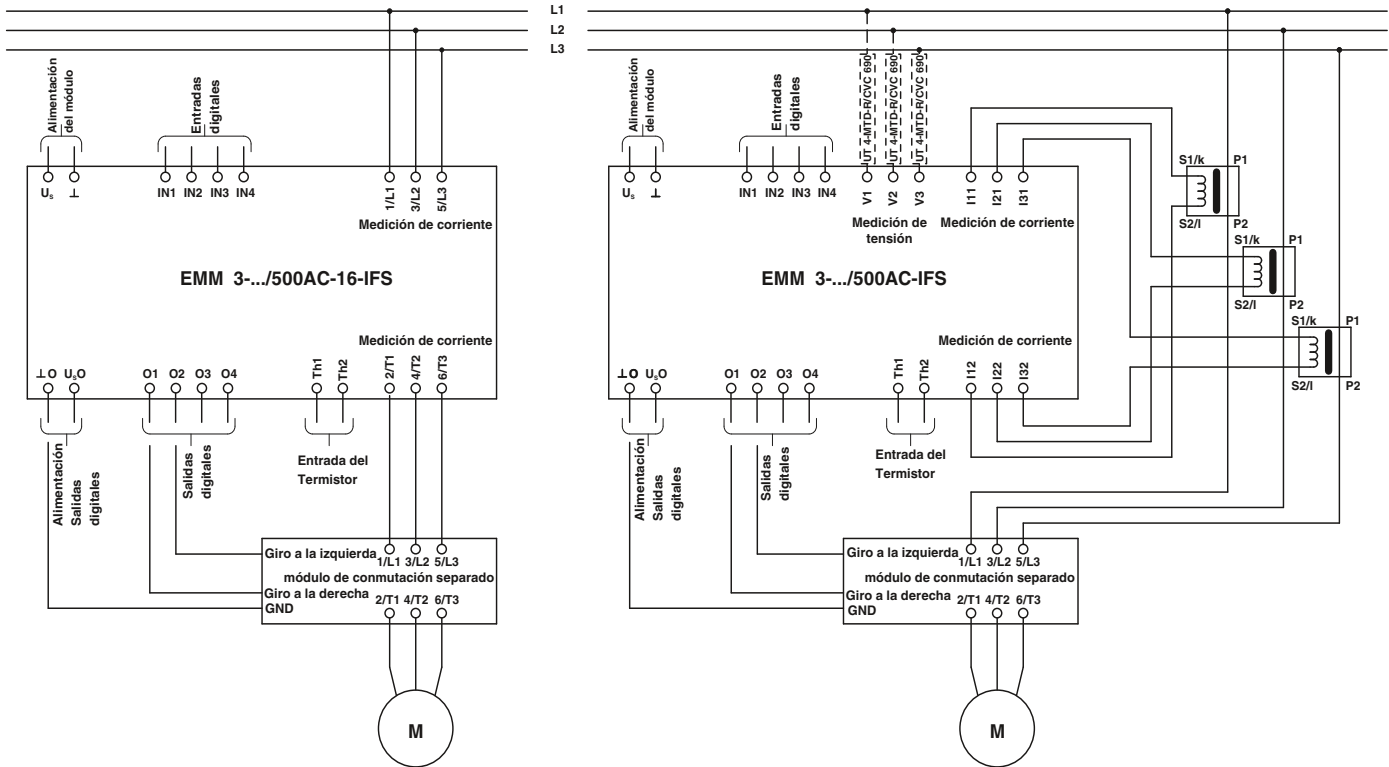 L1
L2
L3
Alimentación
del módulo
Entradas
digitales
Us ⊥ IN1 IN2 IN3 IN4 1/L1 3/L2 5/L3
Medición de corriente
EMM 3-.../500AC-16-IFS
Medición de corriente
⊥O UsO O1 O2 O3 O4 Th1 Th2 2/T1 4/T2 6/T3
Alimentación
Salidas
digitales
Salidas
digitales
Entrada del
Termistor
Giro a la izquierda 1/L1 3/L2 5/L3
módulo de conmutación separado
Giro a la derecha
GND 2/T1 4/T2 6/T3
M
Alimentación
del módulo
Entradas
digitales
UT 4-MTD-R/CVC 690
UT 4-MTD-R/CVC 690
UT 4-MTD-R/CVC 690
Us ⊥ IN1 IN2 IN3 IN4 V1 V2 V3 I11 I21 I31
Medición de
tensión
Medición de corriente
EMM 3-.../500AC-IFS
Medición de corriente
⊥O UsO O1 O2 O3 O4 Th1 Th2 I12 I22 I32
S1/k P1
S2/l P2
S1/k P1
S2/l P2
S1/k P1
S2/l P2
Alimentación
Salidas
digitales
Salidas
digitales
Entrada del
Termistor
Giro a la izquierda 1/L1 3/L2 5/L3
módulo de conmutación separado
Giro a la derecha
GND 2/T1 4/T2 6/T3
M